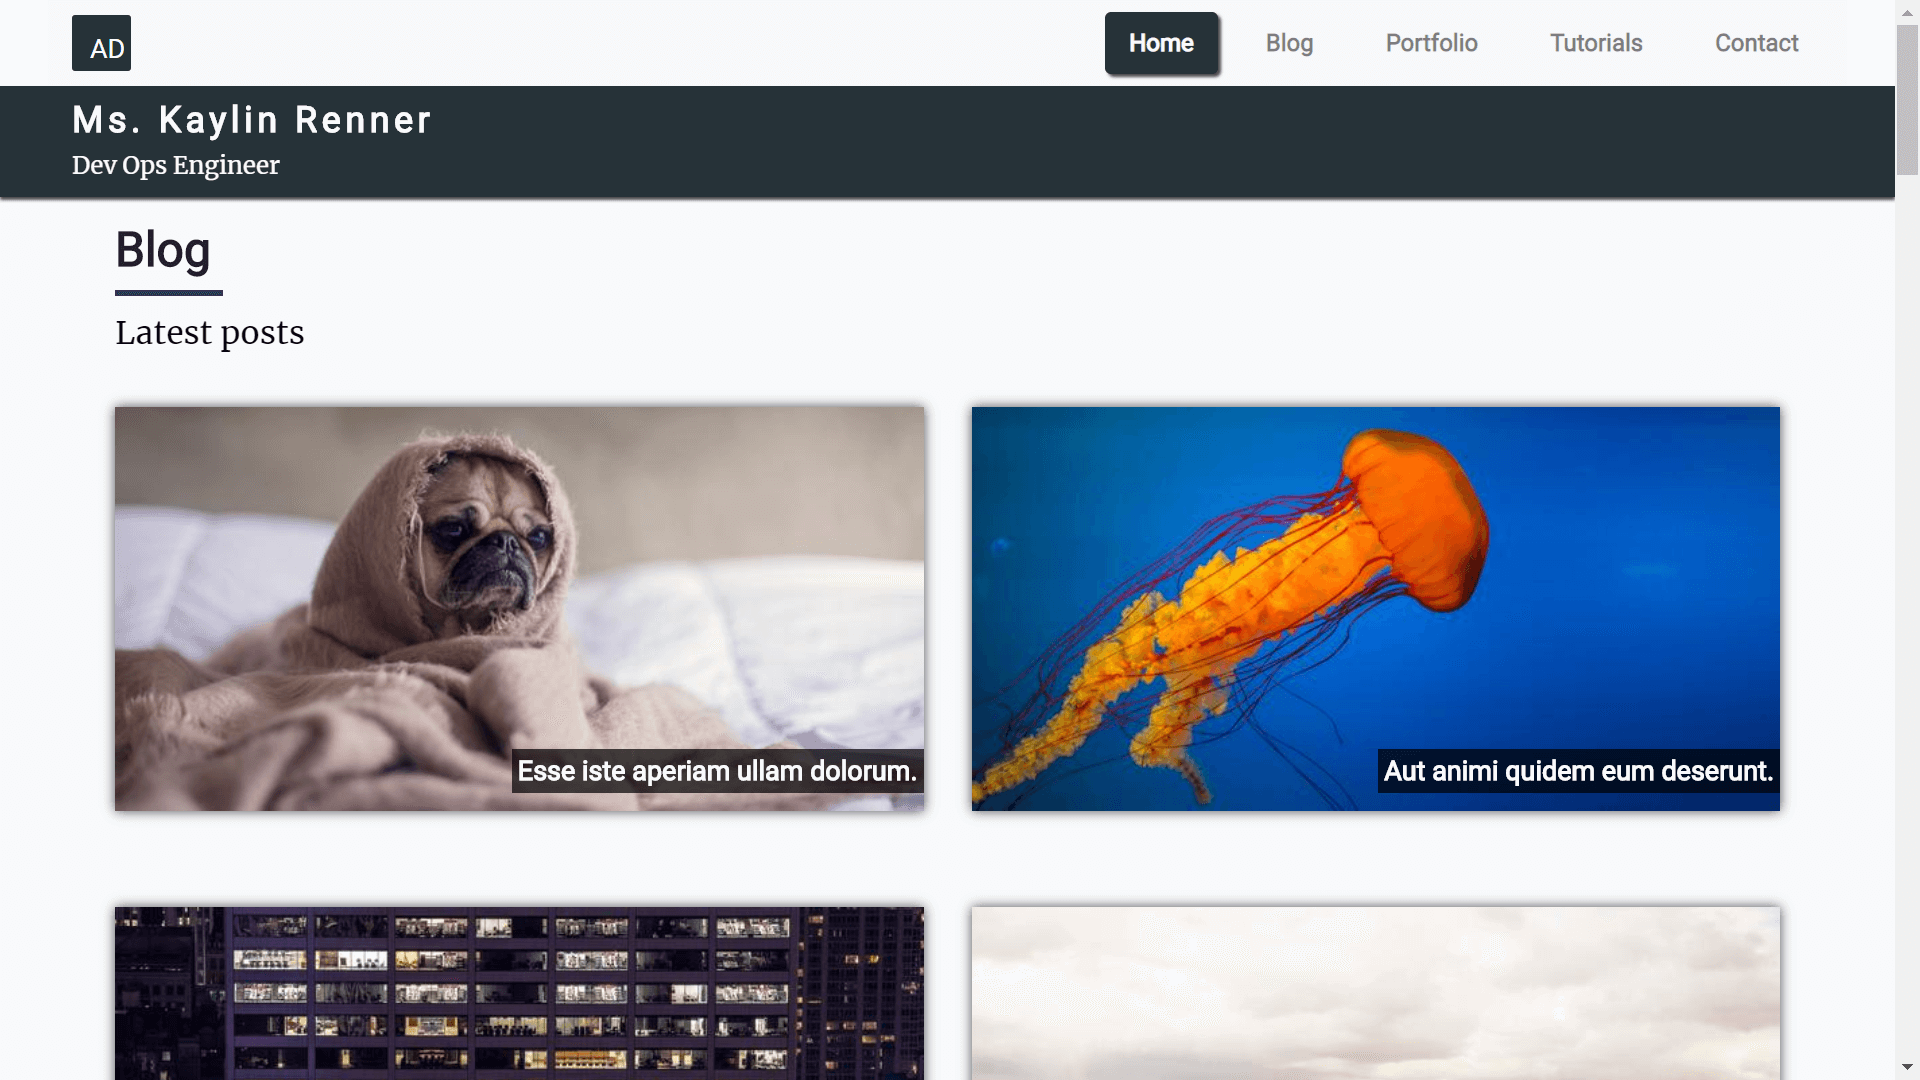 AD
Home Blog Portfolio Tutorials Contact
Ms. Kaylin Renner
Dev Ops Engineer
Blog
Latest posts
Esse iste aperiam ullam dolorum.
Aut animi quidem eum deserunt.